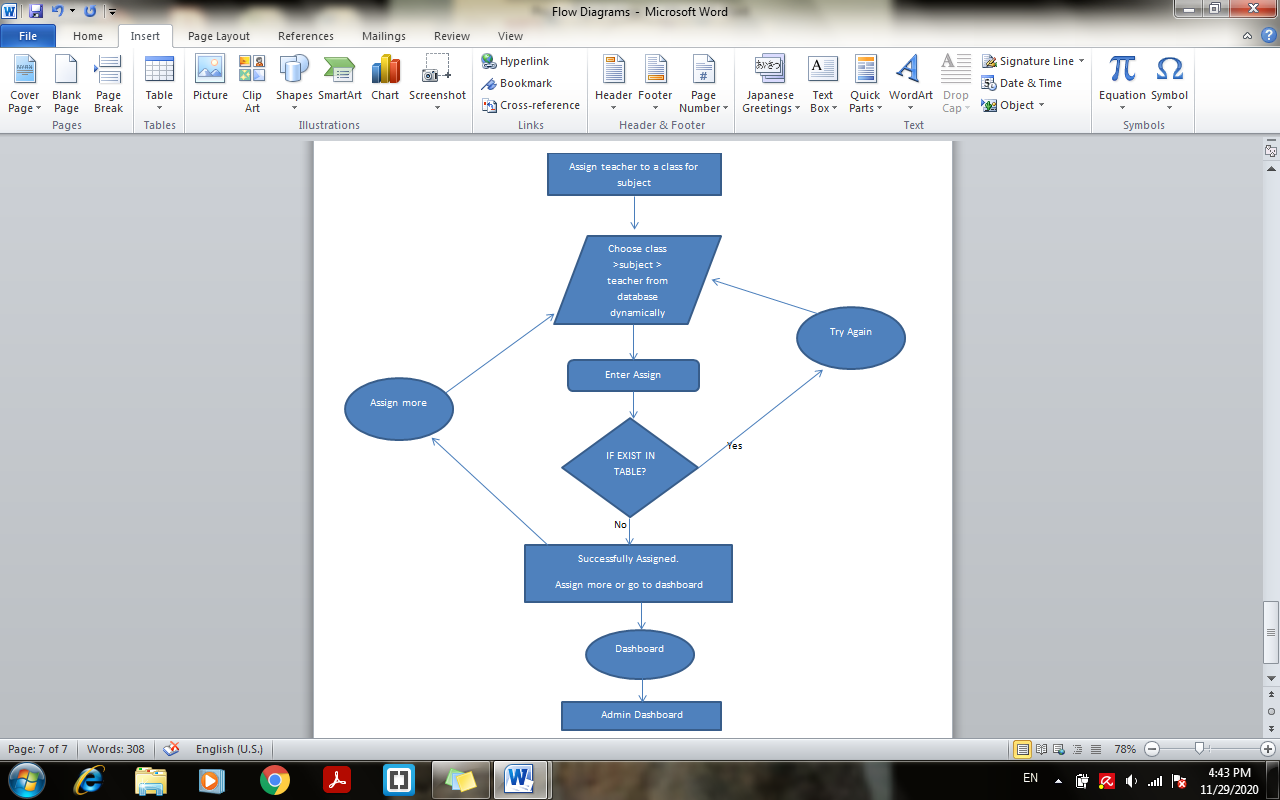 Flow Diagrams - Microsoft Word
File
Home
Insert
Page Layout
References
Mailings
Review
View
Cover
Page
Blank
Page
Page
Break
Pages
Table
Tables
Picture
Clip
Art
Shapes
SmartArt
Chart
Screenshot
Illustrations
Hyperlink
Bookmark
Cross-reference
Links
Header
Footer
Page
Number
Header & Footer
Japanese
Greetings
Text
Box
Quick
Parts
WordArt
Drop
Cap
Signature Line
Date & Time
Object
Text
Equation
Symbol
Symbols
Assign teacher to a class for
subject
Choose class
>subject >
teacher from
database
dynamically
Try Again
Enter Assign
Assign more
IF EXIST IN
TABLE?
Yes
No
Successfully Assigned.
Assign more or go to dashboard
Dashboard
Admin Dashboard
Page: 7 of 7
Words: 308
English (U.S.)
78%
EN
4:43 PM
11/29/2020